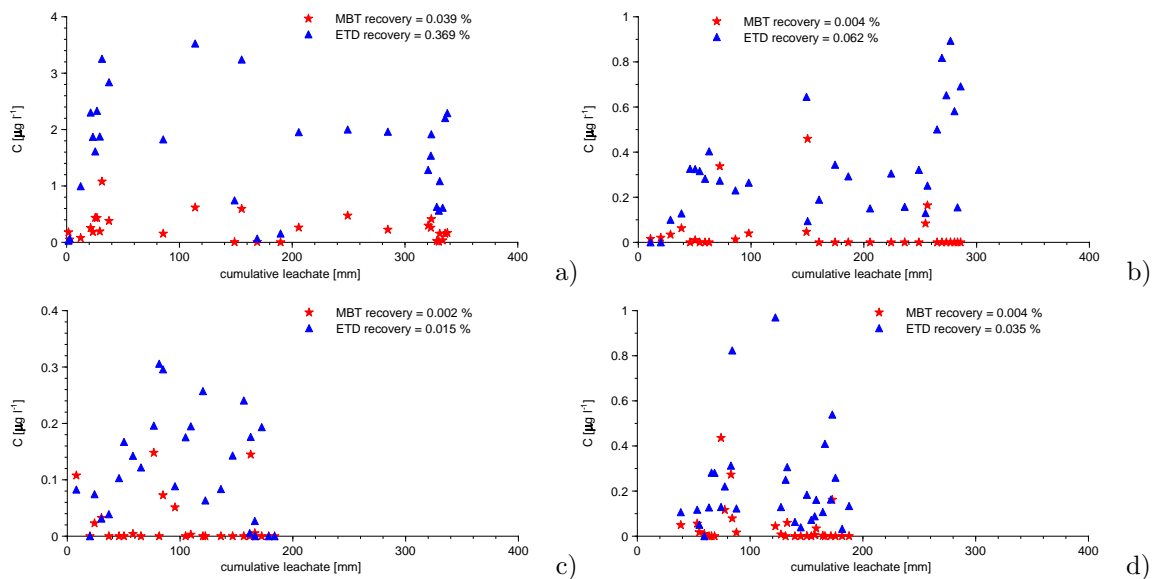 MBT recovery = 0.039 %
ETD recovery = 0.369 %
4
3
2
1
0
C [µg l⁻¹]
0 100 200 300 400
cumulative leachate [mm]
a)
MBT recovery = 0.004 %
ETD recovery = 0.062 %
1
0.8
0.6
0.4
0.2
0
C [µg l⁻¹]
0 100 200 300 400
cumulative leachate [mm]
b)
MBT recovery = 0.002 %
ETD recovery = 0.015 %
0.4
0.3
0.2
0.1
0
C [µg l⁻¹]
0 100 200 300 400
cumulative leachate [mm]
c)
MBT recovery = 0.004 %
ETD recovery = 0.035 %
1
0.8
0.6
0.4
0.2
0
C [µg l⁻¹]
0 100 200 300 400
cumulative leachate [mm]
d)